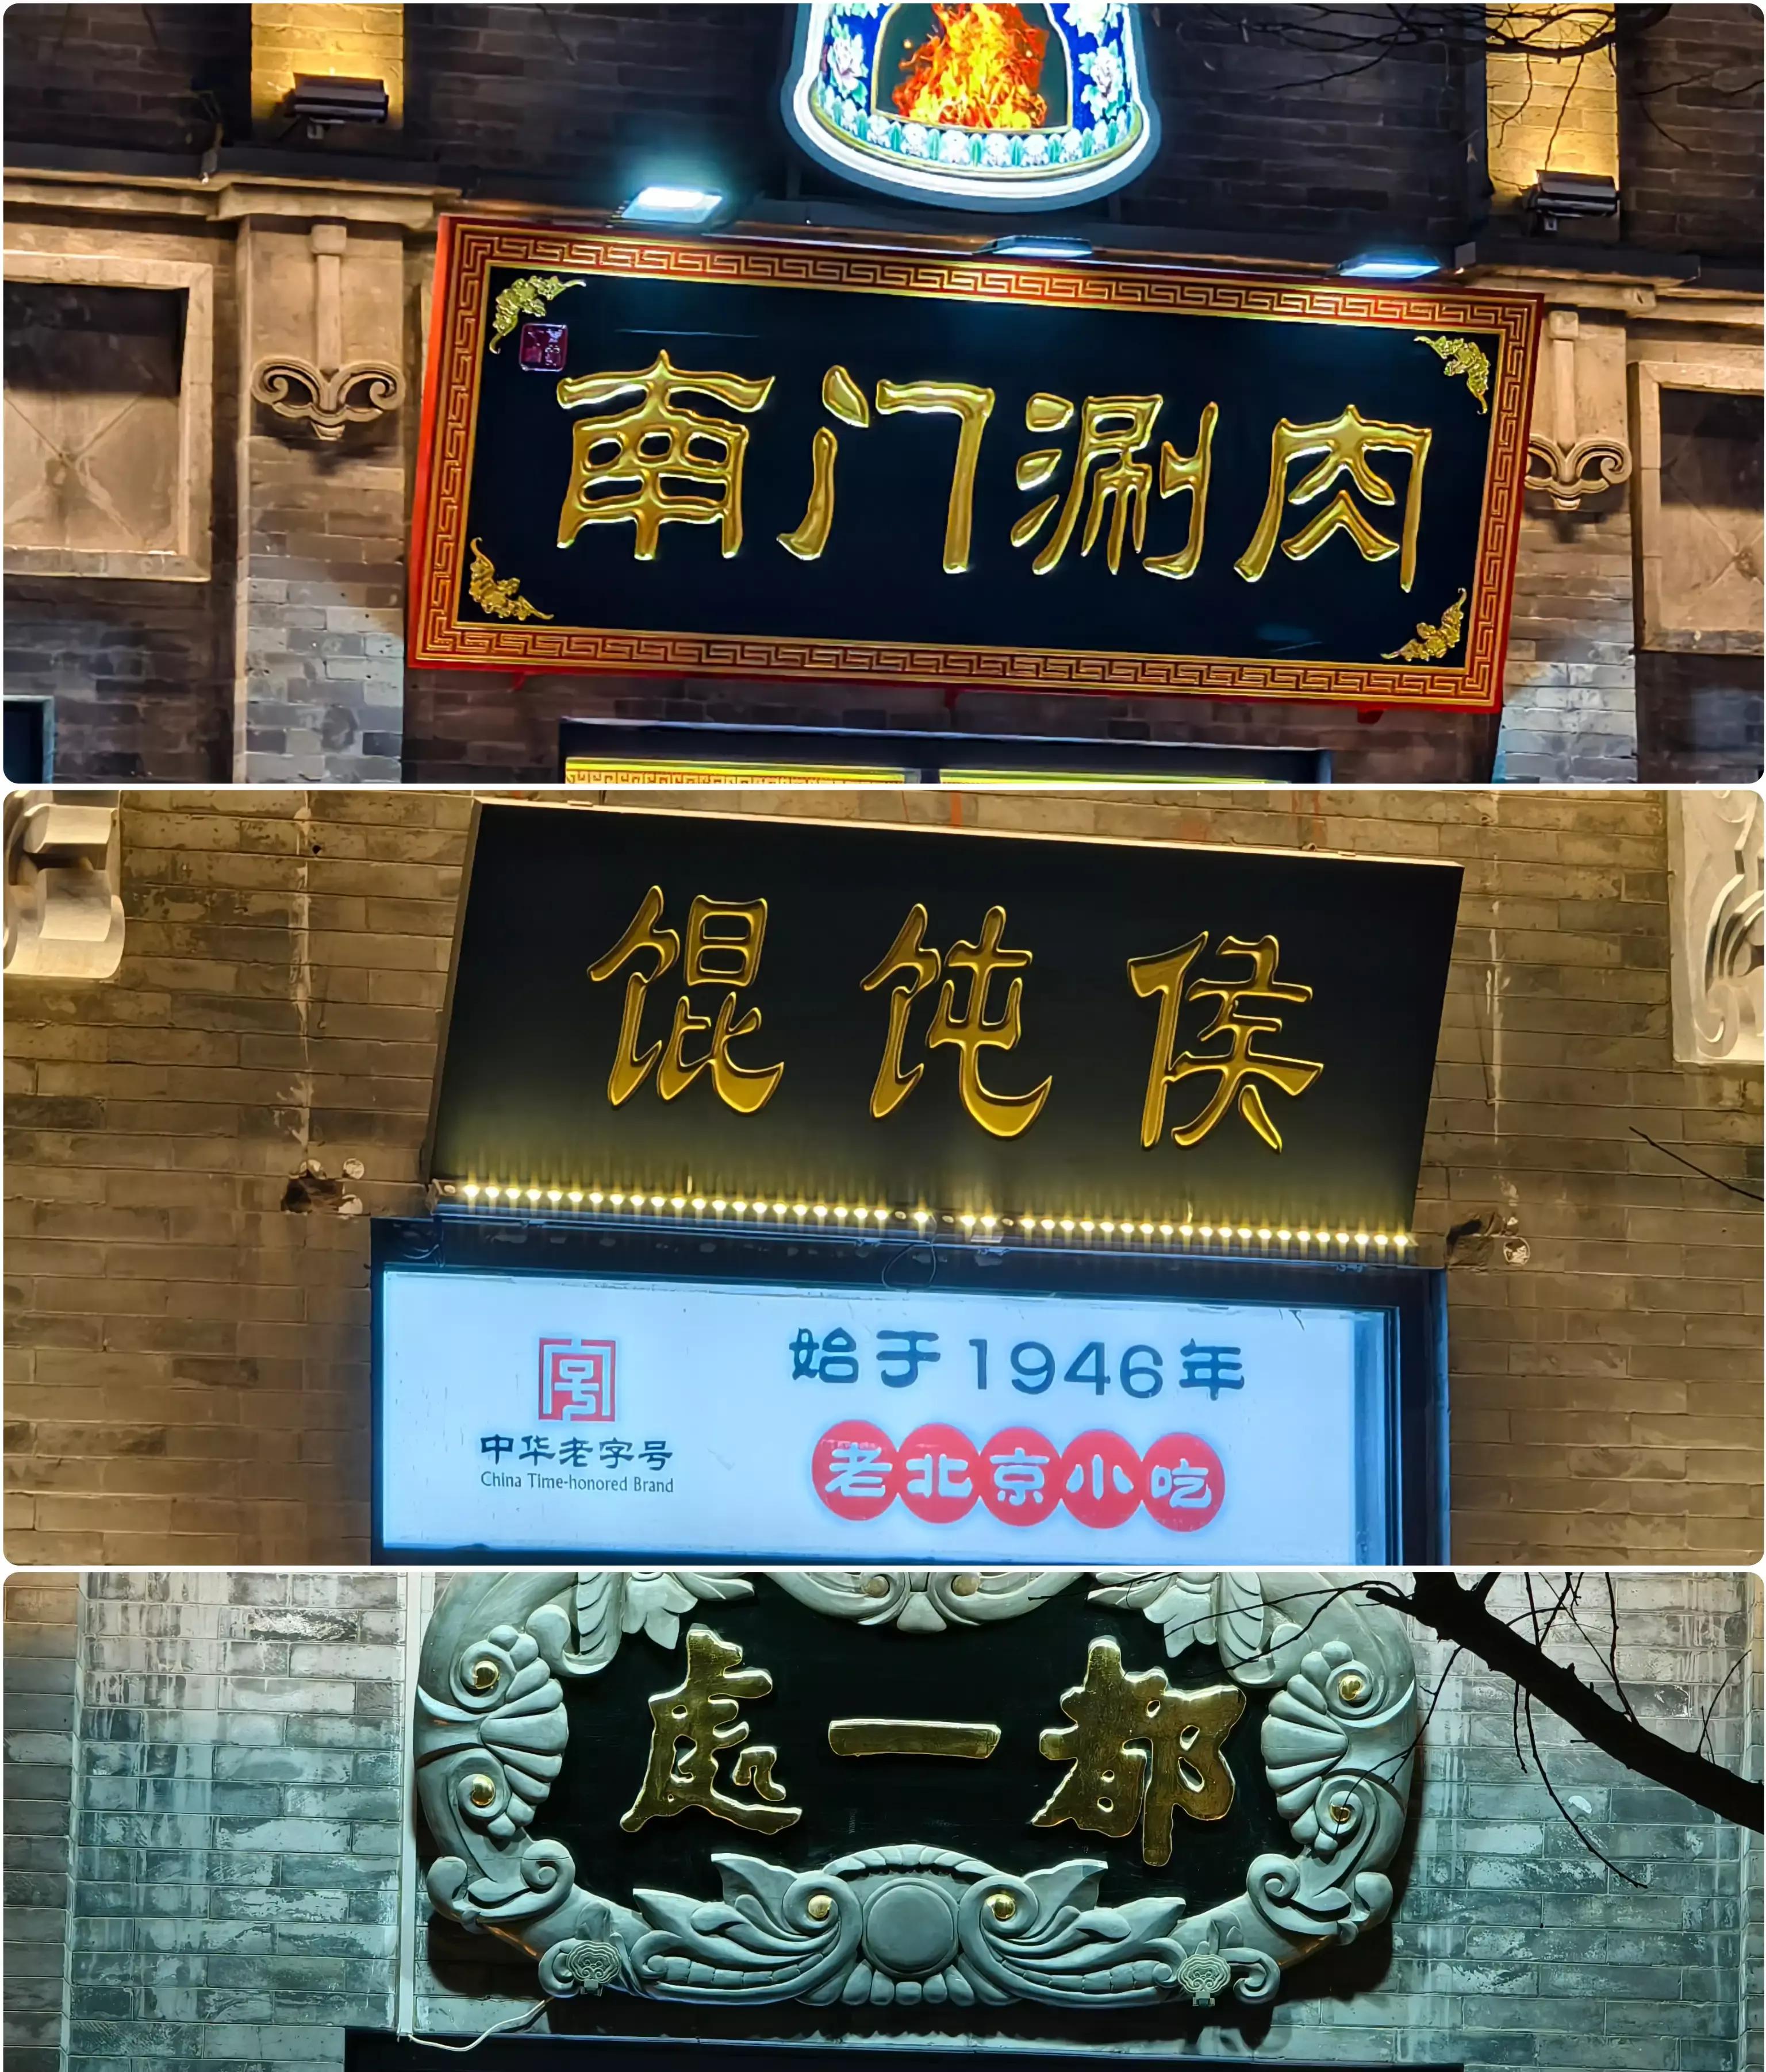 南门涮肉
馄饨侯
始于1946年
中华老字号
China Time-honored Brand
老北京小吃
都一處